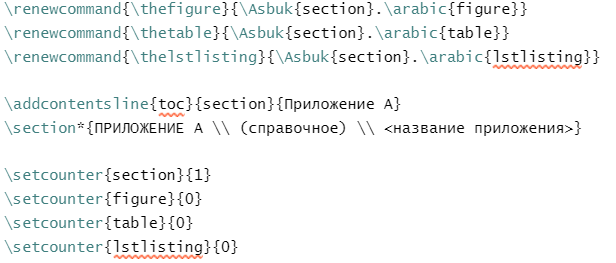 \renewcommand{\thefigure}{\Asbuk{section}.\arabic{figure}}
\renewcommand{\thetable}{\Asbuk{section}.\arabic{table}}
\renewcommand{\thelstlisting}{\Asbuk{section}.\arabic{lstlisting}}
\addcontentsline{toc}{section}{Приложение А}
\section*{ПРИЛОЖЕНИЕ А \\ (справочное) \\ <название приложения>}
\setcounter{section}{1}
\setcounter{figure}{0}
\setcounter{table}{0}
\setcounter{lstlisting}{0}